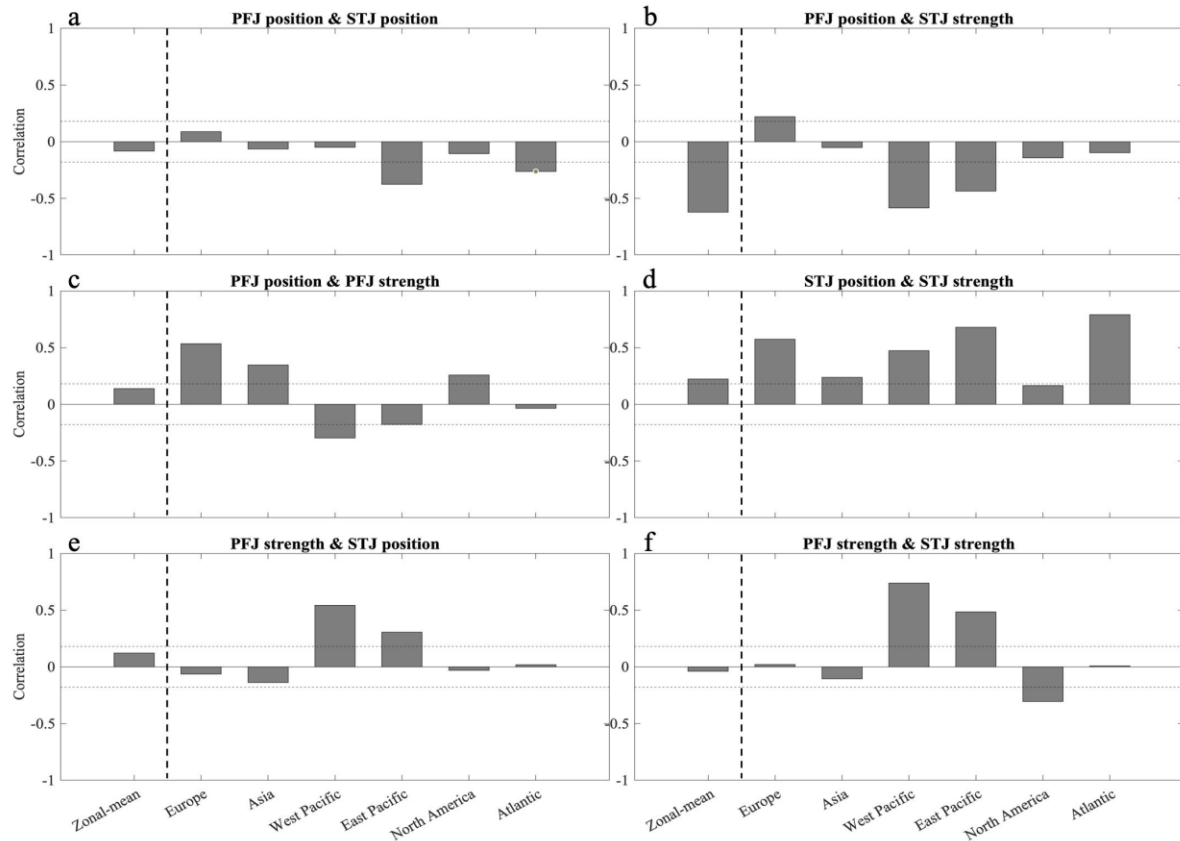 a PFJ position & STJ position
1
0.5
0
-0.5
-1
Correlation
b PFJ position & STJ strength
1
0.5
0
-0.5
-1
c PFJ position & PFJ strength
1
0.5
0
-0.5
-1
Correlation
d STJ position & STJ strength
1
0.5
0
-0.5
-1
e PFJ strength & STJ position
1
0.5
0
-0.5
-1
Correlation
Zonal-mean
Europe
Asia
West Pacific
East Pacific
North America
Atlantic
f PFJ strength & STJ strength
1
0.5
0
-0.5
-1
Zonal-mean
Europe
Asia
West Pacific
East Pacific
North America
Atlantic